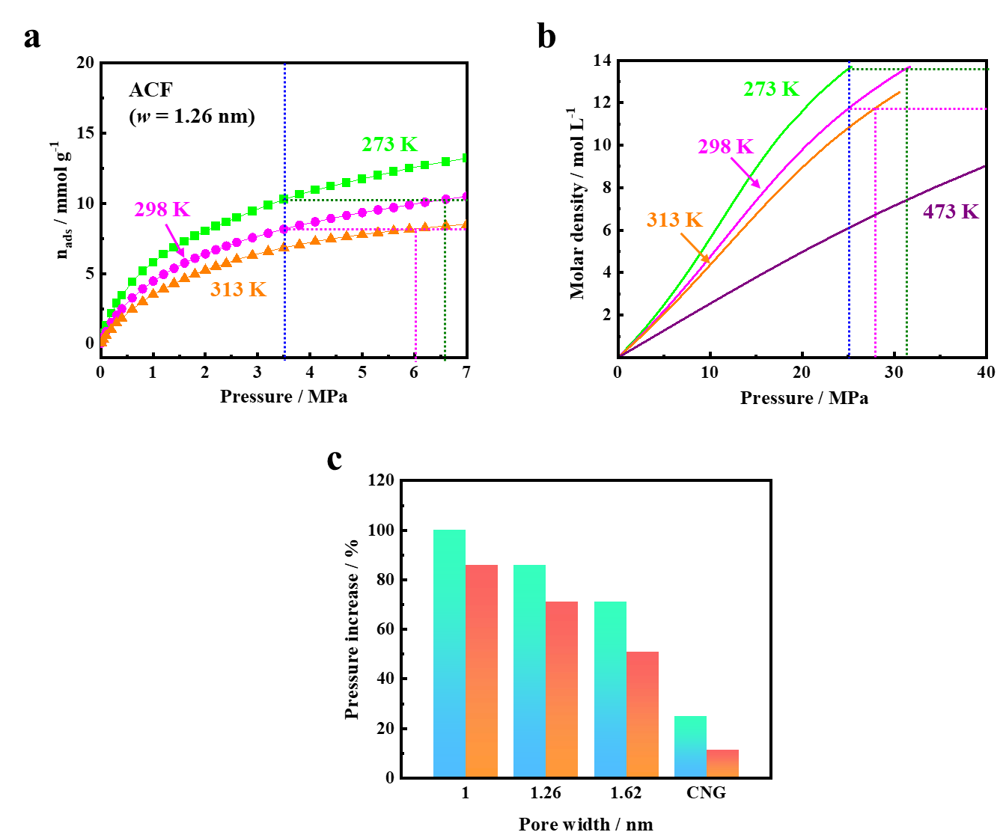 a
20
15
10
5
0
n_ads / mmol g^-1
ACF
(w = 1.26 nm)
273 K
298 K
313 K
0 1 2 3 4 5 6 7
Pressure / MPa
b
14
12
10
8
6
4
2
Molar density / mol L^-1
273 K
298 K
313 K
473 K
0 10 20 30 40
Pressure / MPa
c
120
100
80
60
40
20
0
Pressure increase / %
1 1.26 1.62 CNG
Pore width / nm